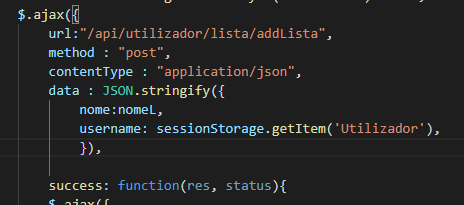 $.ajax({
url:"/api/utilizador/lista/addLista",
method : "post",
contentType : "application/json",
data : JSON.stringify({
nome:nomeL,
username: sessionStorage.getItem('Utilizador'),
}),
success: function(res, status){
$.ajax({